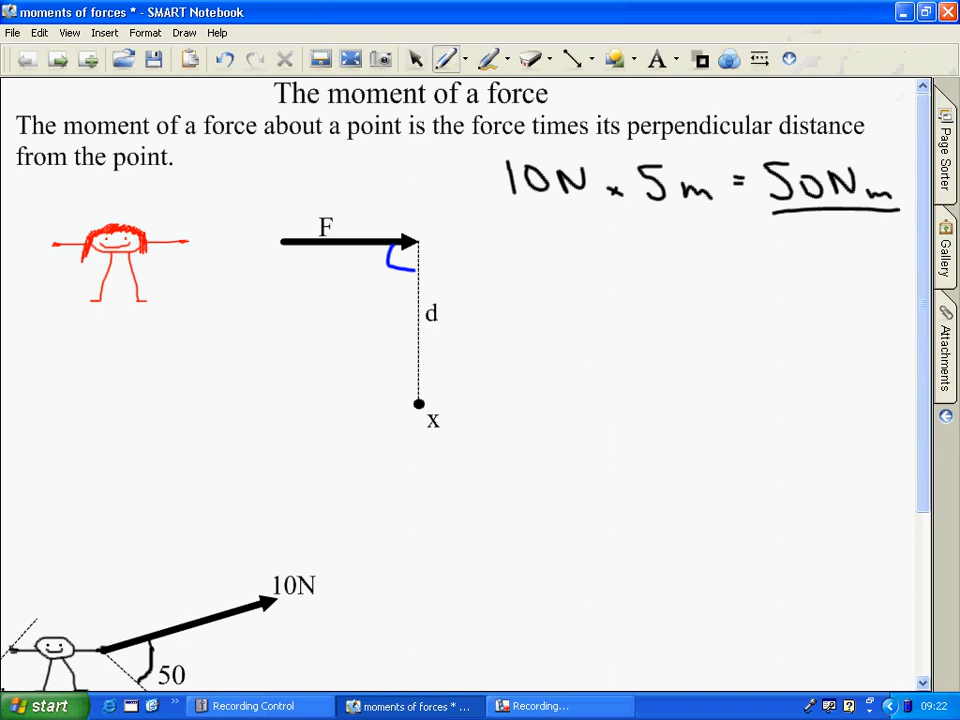 moments of forces * - SMART Notebook
File Edit View Insert Format Draw Help
The moment of a force
The moment of a force about a point is the force times its perpendicular distance
from the point.
10N x 5m = 50Nm
F
d
x
10N
50
Page Sorter
Gallery
Attachments
start
Recording Control
moments of forces * ...
Recording...
09:22